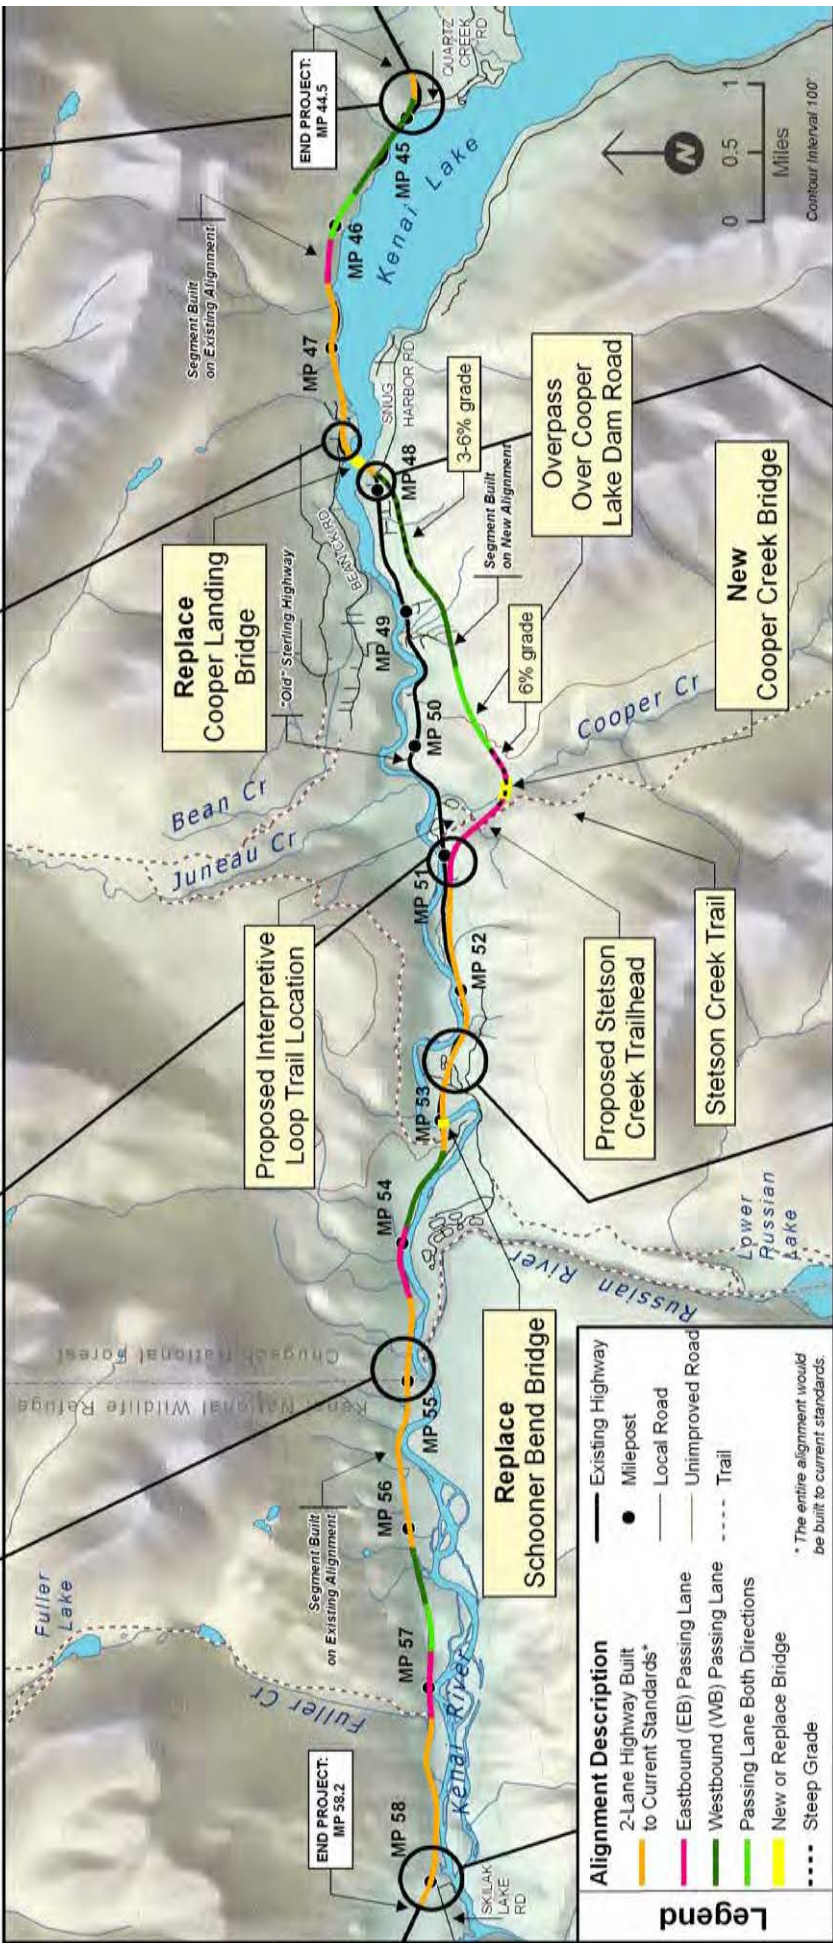 END PROJECT:
MP 58.2
SKILAK
LAKE
RD
MP 58
Fuller
Lake
Fuller Cr
MP 57
Kenai River
Segment Built
on Existing Alignment
MP 56
MP 55
Kenai National Wildlife Refuge
Chugach National Forest
Replace
Schooner Bend Bridge
MP 54
Russian River
Lower
Russian
Lake
MP 53
MP 52
Proposed Interpretive
Loop Trail Location
MP 51
Proposed Stetson
Creek Trailhead
Stetson Creek Trail
Juneau Cr
Bean Cr
"Old" Sterling Highway
MP 50
Cooper Cr
New
Cooper Creek Bridge
Replace
Cooper Landing
Bridge
BEAN CK RD
MP 49
6% grade
Segment Built
on New Alignment
Overpass
Over Cooper
Lake Dam Road
3-6% grade
MP 48
SNUG
HARBOR RD
MP 47
Segment Built
on Existing Alignment
MP 46
Kenai Lake
MP 45
END PROJECT:
MP 44.5
QUARTZ
CREEK
RD
N
0 0.5 1
Miles
Contour Interval 100'
Legend
Alignment Description
2-Lane Highway Built
to Current Standards*
Eastbound (EB) Passing Lane
Westbound (WB) Passing Lane
Passing Lane Both Directions
New or Replace Bridge
Steep Grade
Existing Highway
Milepost
Local Road
Unimproved Road
Trail
* The entire alignment would
be built to current standards.